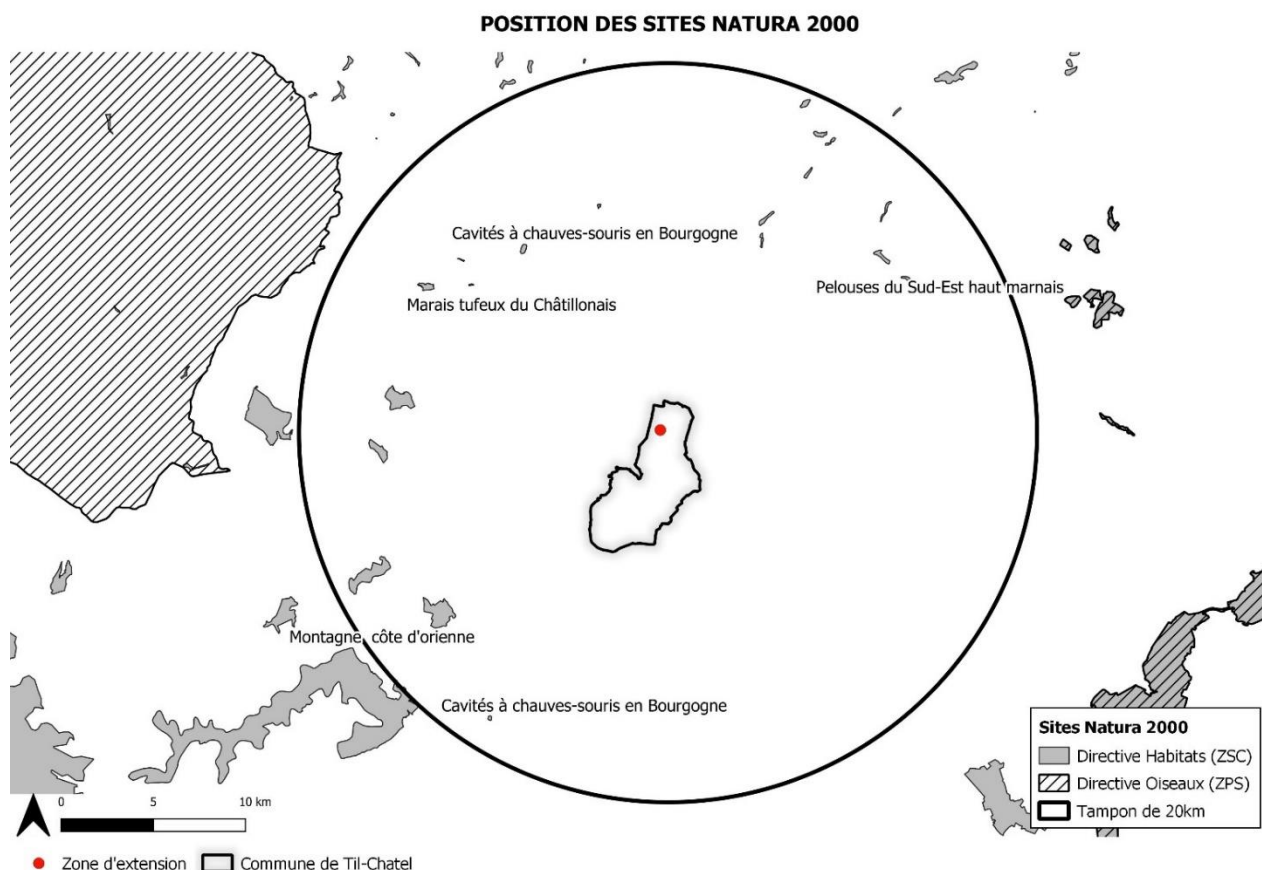 POSITION DES SITES NATURA 2000
Cavités à chauves-souris en Bourgogne
Pelouses du Sud-Est haut marnais
Marais tufeux du Châtillonais
Montagne côte d'orienne
Cavités à chauves-souris en Bourgogne
Sites Natura 2000
Directive Habitats (ZSC)
Directive Oiseaux (ZPS)
Tampon de 20km
0 5 10 km
Zone d'extension Commune de Til-Chatel